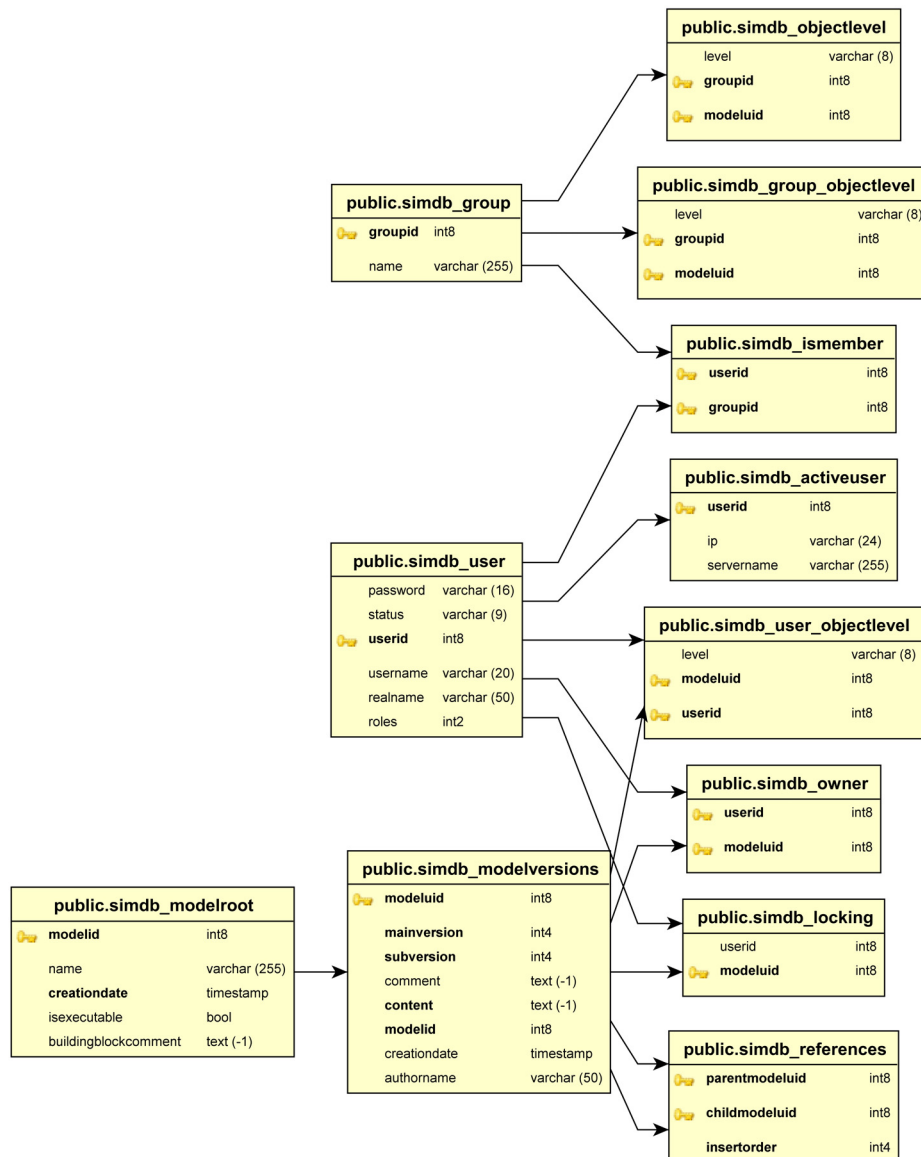 public.simdb_objectlevel
level varchar (8)
groupid int8
modeluid int8
public.simdb_group
groupid int8
name varchar (255)
public.simdb_group_objectlevel
level varchar (8)
groupid int8
modeluid int8
public.simdb_ismember
userid int8
groupid int8
public.simdb_activeuser
userid int8
ip varchar (24)
servername varchar (255)
public.simdb_user
password varchar (16)
status varchar (9)
userid int8
username varchar (20)
realname varchar (50)
roles int2
public.simdb_user_objectlevel
level varchar (8)
modeluid int8
userid int8
public.simdb_owner
userid int8
modeluid int8
public.simdb_modelroot
modelid int8
name varchar (255)
creationdate timestamp
isexecutable bool
buildingblockcomment text (-1)
public.simdb_modelversions
modeluid int8
mainversion int4
subversion int4
comment text (-1)
content text (-1)
modelid int8
creationdate timestamp
authorname varchar (50)
public.simdb_locking
userid int8
modeluid int8
public.simdb_references
parentmodeluid int8
childmodeluid int8
insertorder int4